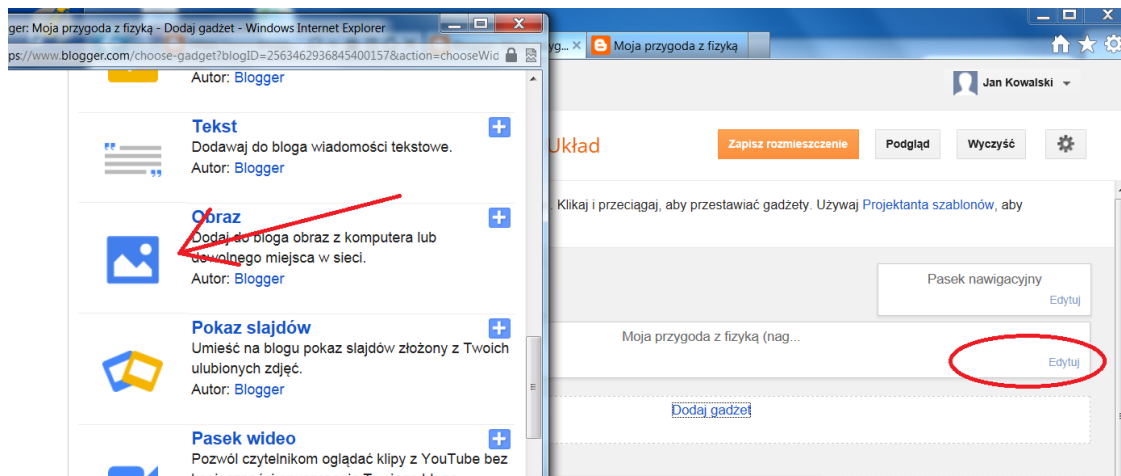 ger: Moja przygoda z fizyką - Dodaj gadżet - Windows Internet Explorer
ps://www.blogger.com/choose-gadget?blogID=2563462936845400157&action=chooseWid
Autor: Blogger
Tekst
Dodawaj do bloga wiadomości tekstowe.
Autor: Blogger
Obraz
Dodaj do bloga obraz z komputera lub
dowolnego miejsca w sieci.
Autor: Blogger
Pokaz slajdów
Umieść na blogu pokaz slajdów złożony z Twoich
ulubionych zdjęć.
Autor: Blogger
Pasek wideo
Pozwól czytelnikom oglądać klipy z YouTube bez
yg... Moja przygoda z fizyką
Jan Kowalski
Układ
Zapisz rozmieszczenie Podgląd Wyczyść
. Klikaj i przeciągaj, aby przestawiać gadżety. Używaj Projektanta szablonów, aby
Pasek nawigacyjny
Edytuj
Moja przygoda z fizyką (nag...
Edytuj
Dodaj gadżet